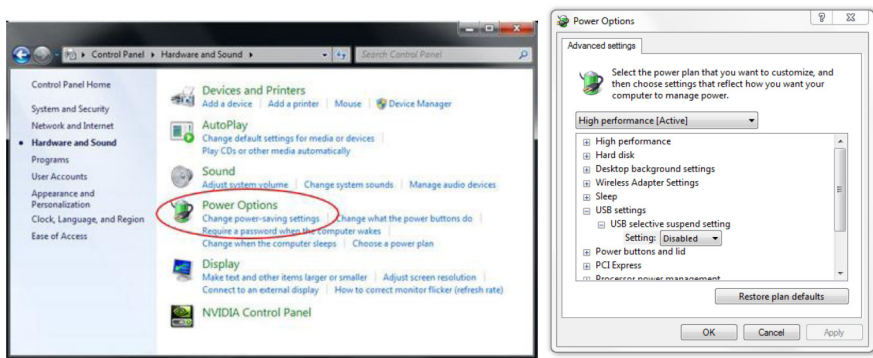 Control Panel ▸ Hardware and Sound ▸
Search Control Panel
Control Panel Home
System and Security
Network and Internet
Hardware and Sound
Programs
User Accounts
Appearance and
Personalization
Clock, Language, and Region
Ease of Access
Devices and Printers
Add a device | Add a printer | Mouse | Device Manager
AutoPlay
Change default settings for media or devices |
Play CDs or other media automatically
Sound
Adjust system volume | Change system sounds | Manage audio devices
Power Options
Change power-saving settings | Change what the power buttons do |
Require a password when the computer wakes |
Change when the computer sleeps | Choose a power plan
Display
Make text and other items larger or smaller | Adjust screen resolution |
Connect to an external display | How to correct monitor flicker (refresh rate)
NVIDIA Control Panel
Power Options
Advanced settings
Select the power plan that you want to customize, and
then choose settings that reflect how you want your
computer to manage power.
High performance [Active]
High performance
Hard disk
Desktop background settings
Wireless Adapter Settings
Sleep
USB settings
USB selective suspend setting
Setting: Disabled
Power buttons and lid
PCI Express
Processor power management
Restore plan defaults
OK Cancel Apply